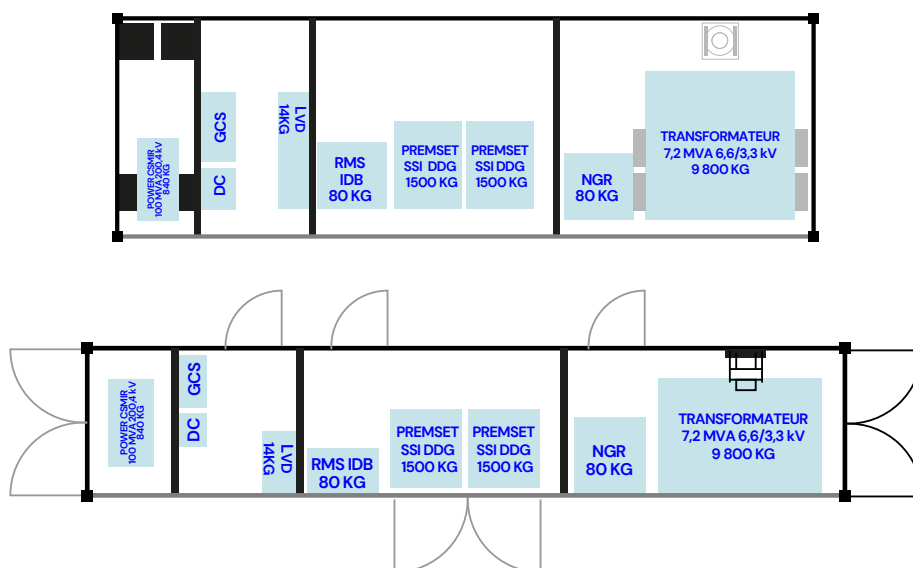 POWER CSMIR
100 MVA 200,4 kV
840 KG
GCS
DC
LVD
14KG
RMS
IDB
80 KG
PREMSET
SSI DDG
1500 KG
PREMSET
SSI DDG
1500 KG
NGR
80 KG
TRANSFORMATEUR
7,2 MVA 6,6/3,3 kV
9 800 KG
POWER CSMIR
100 MVA 200,4 kV
840 KG
GCS
DC
LVD
14KG
RMS IDB
80 KG
PREMSET
SSI DDG
1500 KG
PREMSET
SSI DDG
1500 KG
NGR
80 KG
TRANSFORMATEUR
7,2 MVA 6,6/3,3 kV
9 800 KG